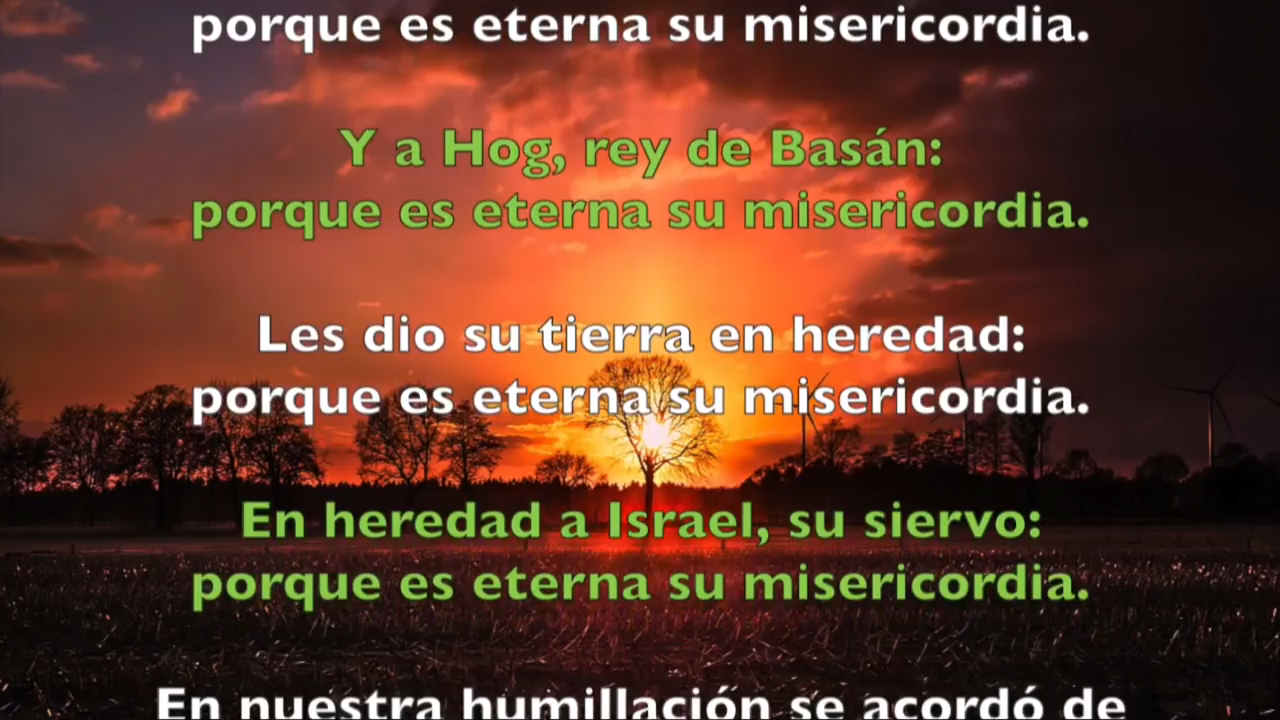 porque es eterna su misericordia.
Y a Hog, rey de Basán:
porque es eterna su misericordia.
Les dio su tierra en heredad:
porque es eterna su misericordia.
En heredad a Israel, su siervo:
porque es eterna su misericordia.
En nuestra humillación se acordó de